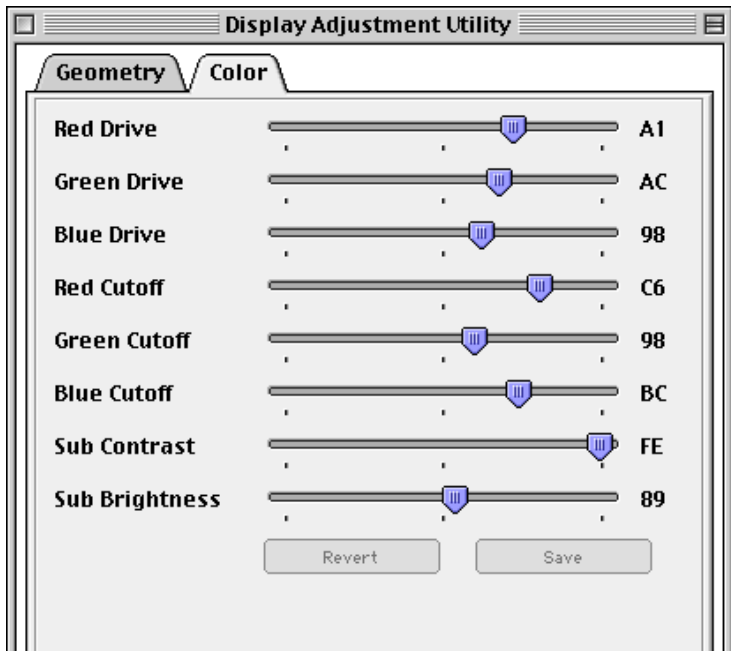 Display Adjustment Utility
Geometry Color
Red Drive A1
Green Drive AC
Blue Drive 98
Red Cutoff C6
Green Cutoff 98
Blue Cutoff BC
Sub Contrast FE
Sub Brightness 89
Revert Save